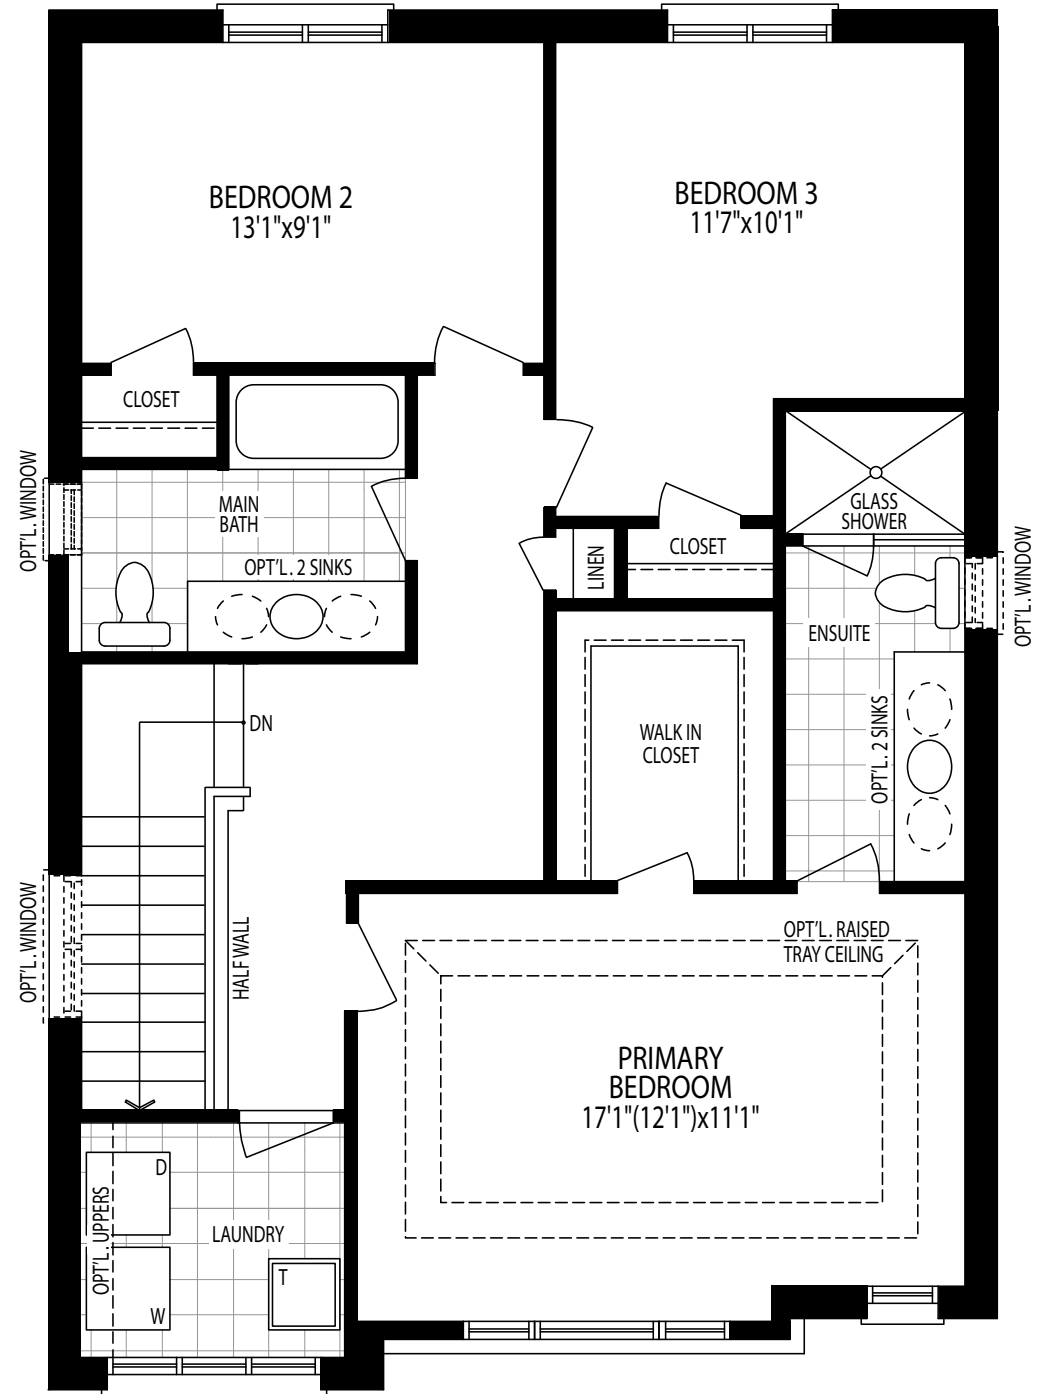 BEDROOM 2
13'1"x9'1"
BEDROOM 3
11'7"x10'1"
CLOSET
OPT'L. WINDOW
MAIN
BATH
OPT'L. 2 SINKS
GLASS
SHOWER
LINEN
CLOSET
OPT'L. WINDOW
ENSUITE
OPT'L. 2 SINKS
WALK IN
CLOSET
DN
OPT'L. WINDOW
HALF WALL
OPT'L. RAISED
TRAY CEILING
PRIMARY
BEDROOM
17'1"(12'1")x11'1"
D
OPT'L. UPPERS
LAUNDRY
T
W